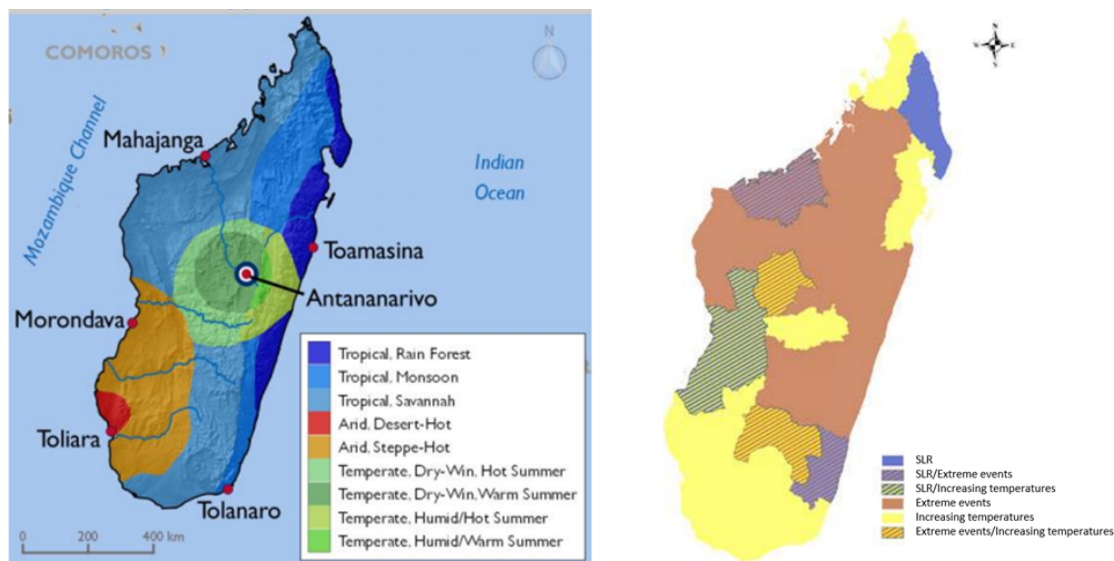 COMOROS
N
Mahajanga
Mozambique Channel
Indian
Ocean
Toamasina
Antananarivo
Morondava
Toliara
Tolanaro
Tropical, Rain Forest
Tropical, Monsoon
Tropical, Savannah
Arid, Desert-Hot
Arid, Steppe-Hot
Temperate, Dry-Win, Hot Summer
Temperate, Dry-Win, Warm Summer
Temperate, Humid/Hot Summer
Temperate, Humid/Warm Summer
0 200 400 km
N
W E
S
SLR
SLR/Extreme events
SLR/Increasing temperatures
Extreme events
Increasing temperatures
Extreme events/Increasing temperatures